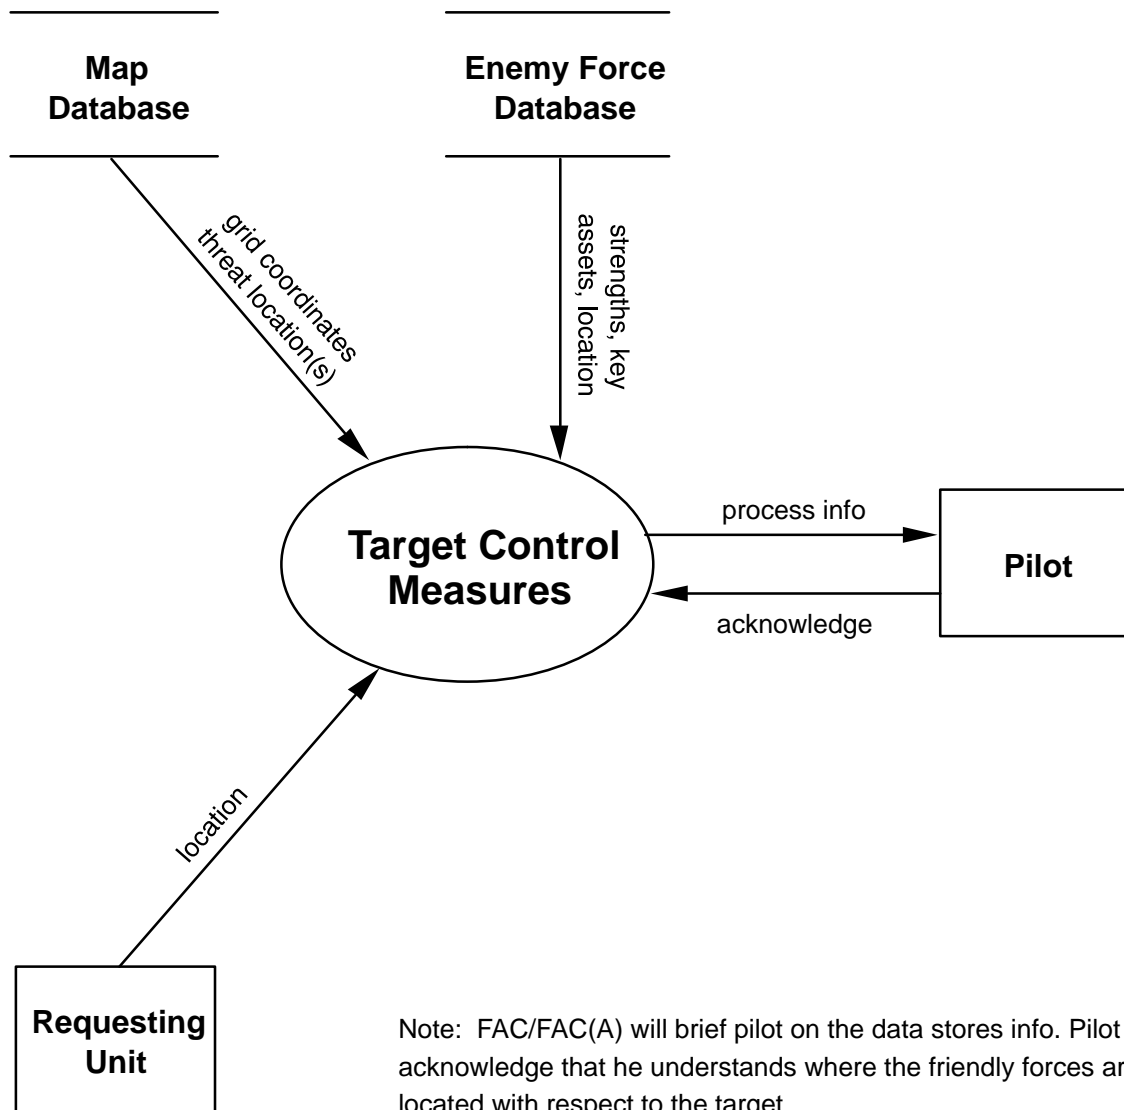 Map
Database
Enemy Force
Database
grid coordinates
threat location(s)
strengths, key
assets, location
Target Control
Measures
process info
Pilot
acknowledge
location
Requesting
Unit
Note: FAC/FAC(A) will brief pilot on the data stores info. Pilot
acknowledge that he understands where the friendly forces
located with respect to the target